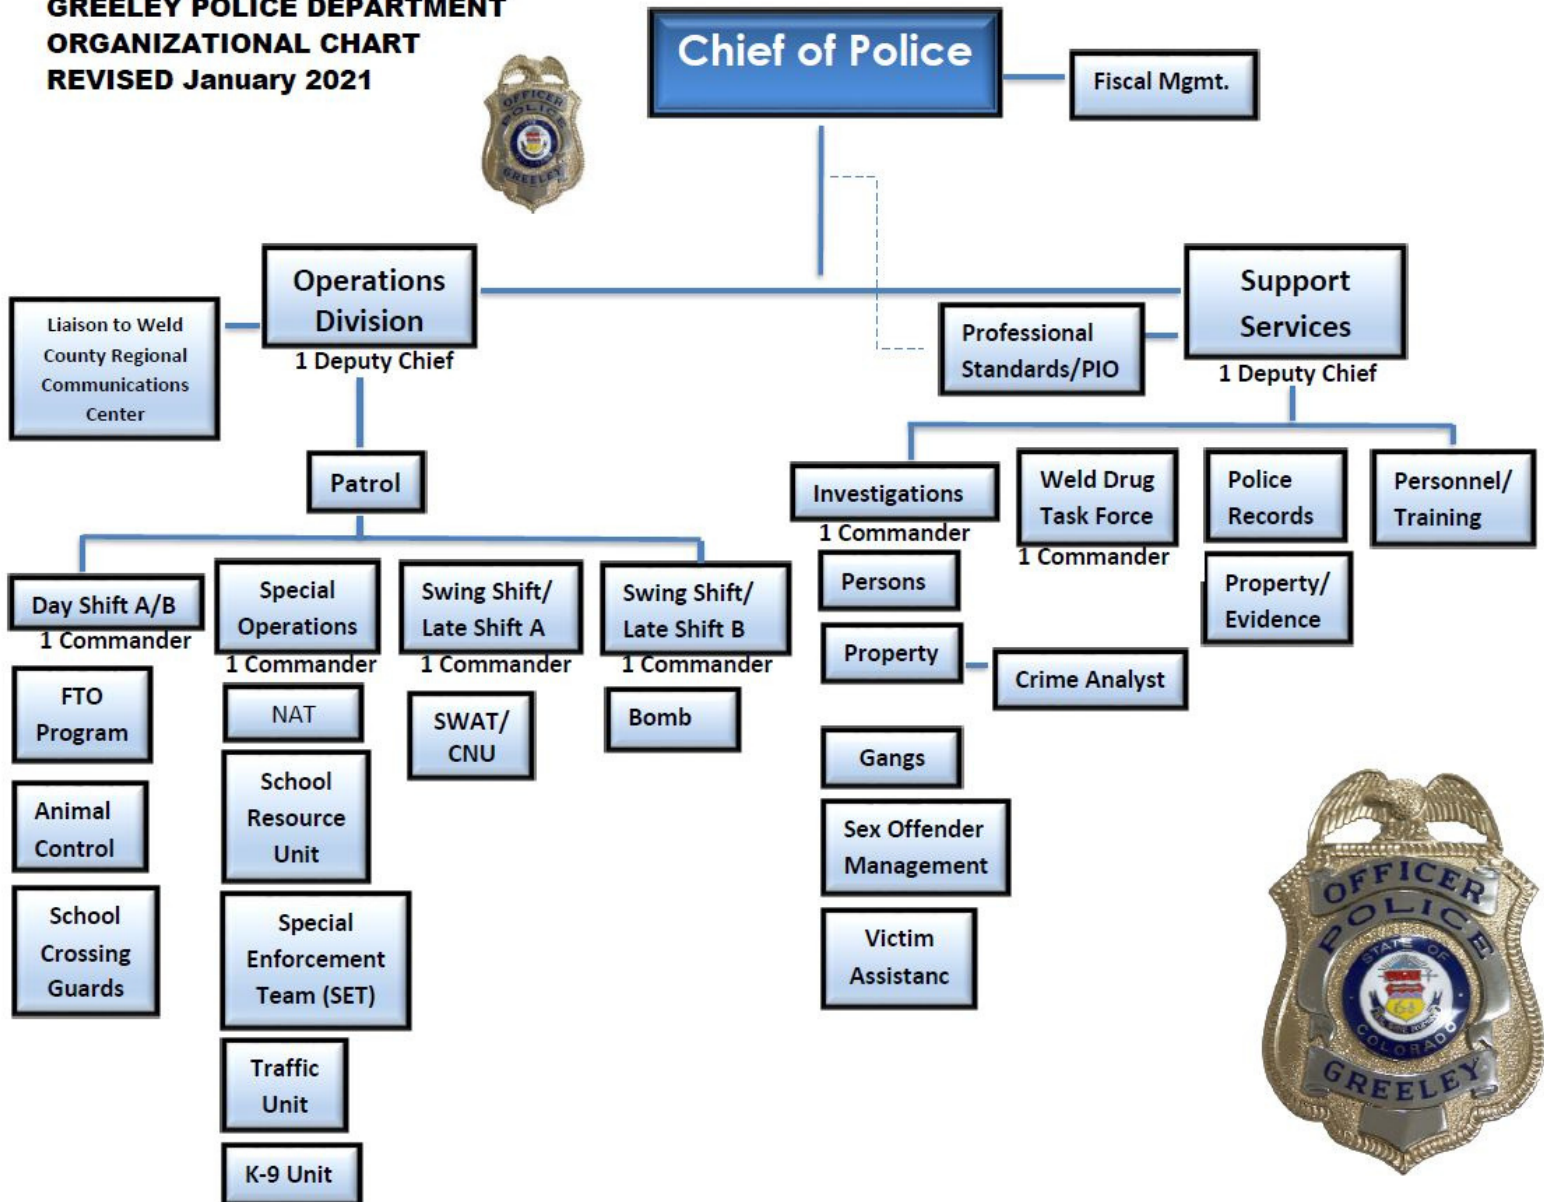 GREELEY POLICE DEPARTMENT
ORGANIZATIONAL CHART
REVISED January 2021
OFFICER
POLICE
GREELEY
Chief of Police
Fiscal Mgmt.
Operations
Division
1 Deputy Chief
Liaison to Weld
County Regional
Communications
Center
Professional
Standards/PIO
Support
Services
1 Deputy Chief
Patrol
Day Shift A/B
1 Commander
FTO
Program
Animal
Control
School
Crossing
Guards
Special
Operations
1 Commander
NAT
School
Resource
Unit
Special
Enforcement
Team (SET)
Traffic
Unit
K-9 Unit
Swing Shift/
Late Shift A
1 Commander
SWAT/
CNU
Swing Shift/
Late Shift B
1 Commander
Bomb
Investigations
1 Commander
Persons
Property
Crime Analyst
Gangs
Sex Offender
Management
Victim
Assistanc
Weld Drug
Task Force
1 Commander
Police
Records
Property/
Evidence
Personnel/
Training
OFFICER
POLICE
STATE OF
COLORADO
GREELEY